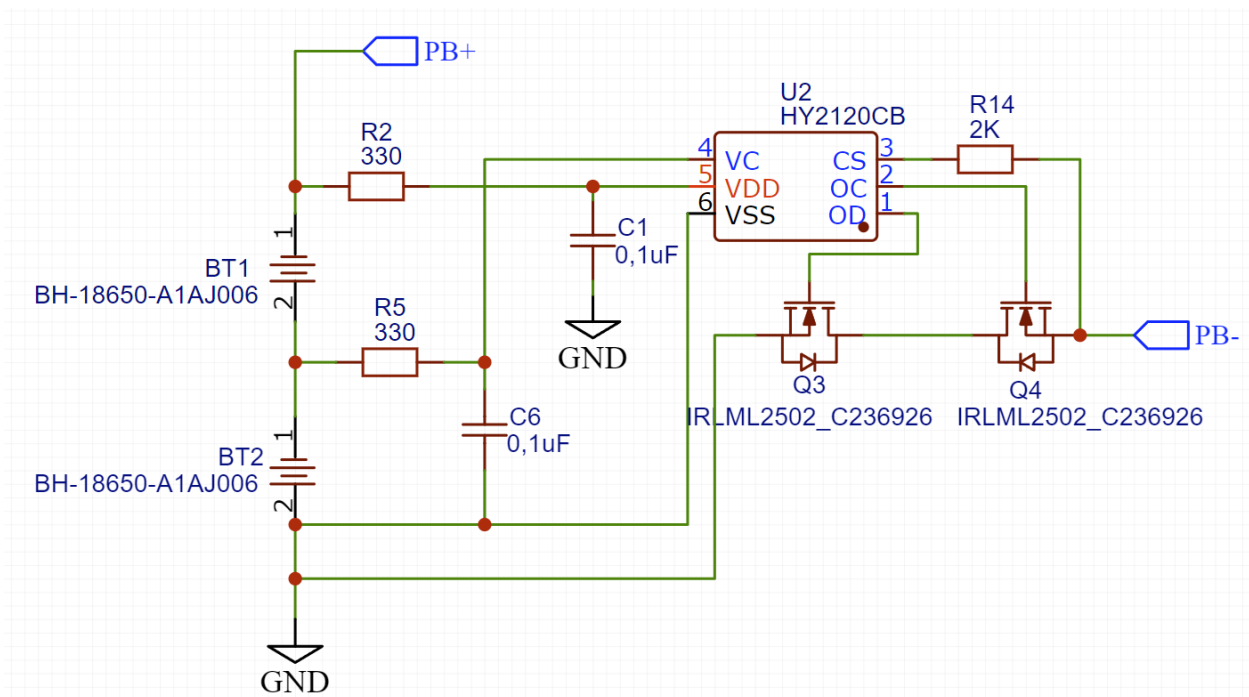 PB+
R2
330
U2
HY2120CB
R14
2K
4 VC
5 VDD
6 VSS
CS 3
OC 2
OD 1
C1
0,1uF
GND
1
BT1
BH-18650-A1AJ006
2
R5
330
PB-
Q3
IRLML2502_C236926
Q4
IRLML2502_C236926
C6
0,1uF
1
BT2
BH-18650-A1AJ006
2
GND